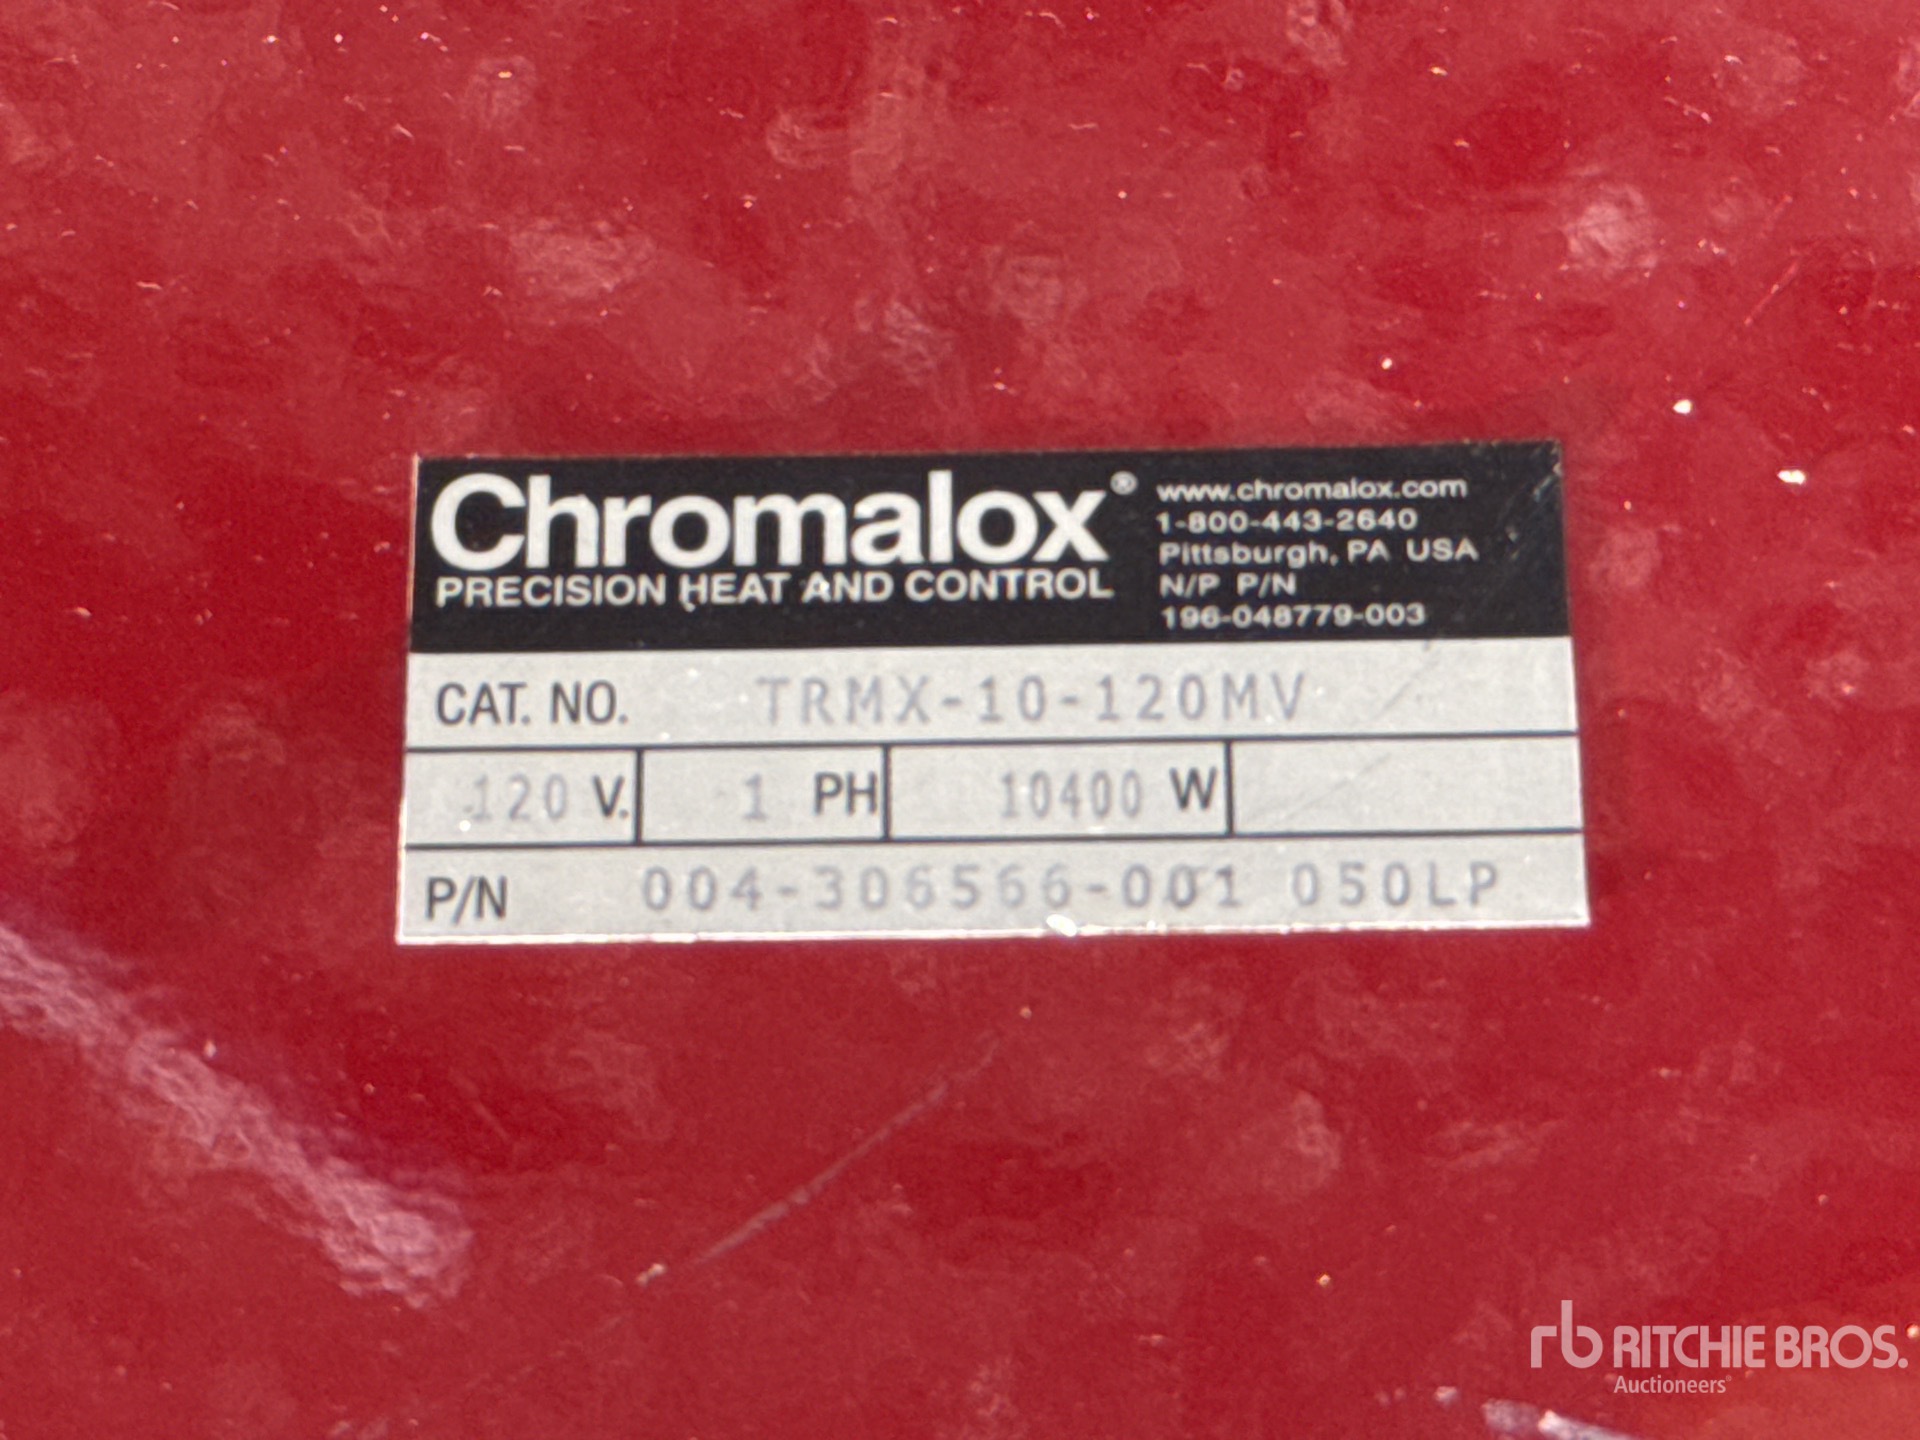 Chromalox®
PRECISION HEAT AND CONTROL
www.chromalox.com
1-800-443-2640
Pittsburgh, PA USA
N/P P/N
196-048779-003
CAT. NO. TRMX-10-120MV
120 V. 1 PH 10400 W
P/N 004-306566-001 050LP
rb RITCHIE BROS.
Auctioneers